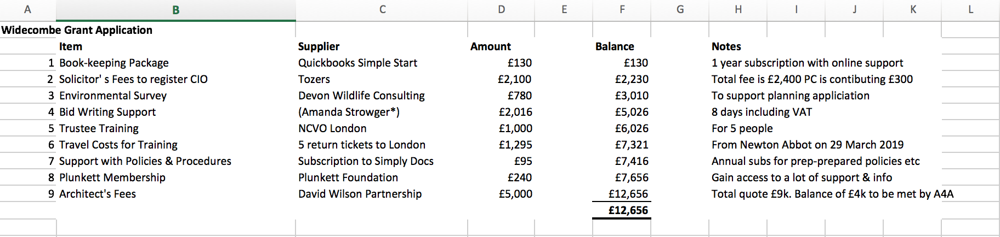 A B C D E F G H I J K L
Widecombe Grant Application
Item Supplier Amount Balance Notes
1 Book-keeping Package Quickbooks Simple Start £130 £130 1 year subscription with online support
2 Solicitor' s Fees to register CIO Tozers £2,100 £2,230 Total fee is £2,400 PC is contibuting £300
3 Environmental Survey Devon Wildlife Consulting £780 £3,010 To support planning appliciation
4 Bid Writing Support (Amanda Strowger*) £2,016 £5,026 8 days including VAT
5 Trustee Training NCVO London £1,000 £6,026 For 5 people
6 Travel Costs for Training 5 return tickets to London £1,295 £7,321 From Newton Abbot on 29 March 2019
7 Support with Policies & Procedures Subscription to Simply Docs £95 £7,416 Annual subs for prep-prepared policies etc
8 Plunkett Membership Plunkett Foundation £240 £7,656 Gain access to a lot of support & info
9 Architect's Fees David Wilson Partnership £5,000 £12,656 Total quote £9k. Balance of £4k to be met by A4A
£12,656